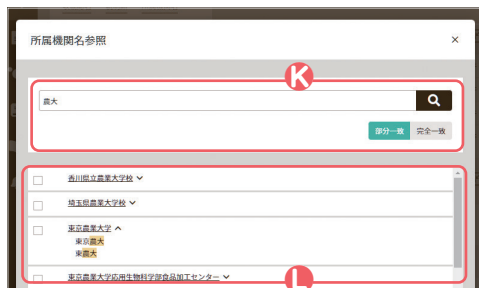 所属機関名参照 ×
K
農大
部分一致 完全一致
香川県立農業大学校
埼玉県農業大学校
東京農業大学
東京農大
東農大
東京農業大学応用生物科学部食品加工センター
L